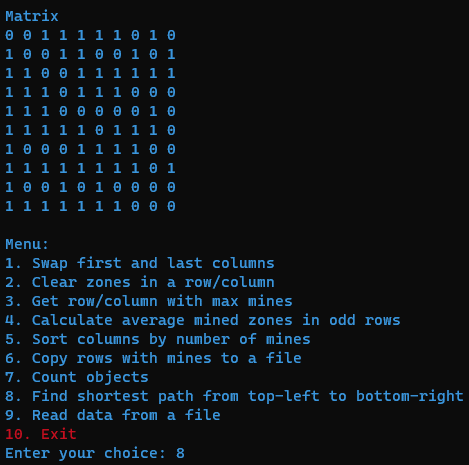 Matrix
0 0 1 1 1 1 1 0 1 0
1 0 0 1 1 0 0 1 0 1
1 1 0 0 1 1 1 1 1 1
1 1 1 0 1 1 1 0 0 0
1 1 1 0 0 0 0 0 1 0
1 1 1 1 1 0 1 1 1 0
1 0 0 0 1 1 1 1 0 0
1 1 1 1 1 1 1 1 0 1
1 0 0 1 0 1 0 0 0 0
1 1 1 1 1 1 1 0 0 0
Menu:
1. Swap first and last columns
2. Clear zones in a row/column
3. Get row/column with max mines
4. Calculate average mined zones in odd rows
5. Sort columns by number of mines
6. Copy rows with mines to a file
7. Count objects
8. Find shortest path from top-left to bottom-right
9. Read data from a file
10. Exit
Enter your choice: 8